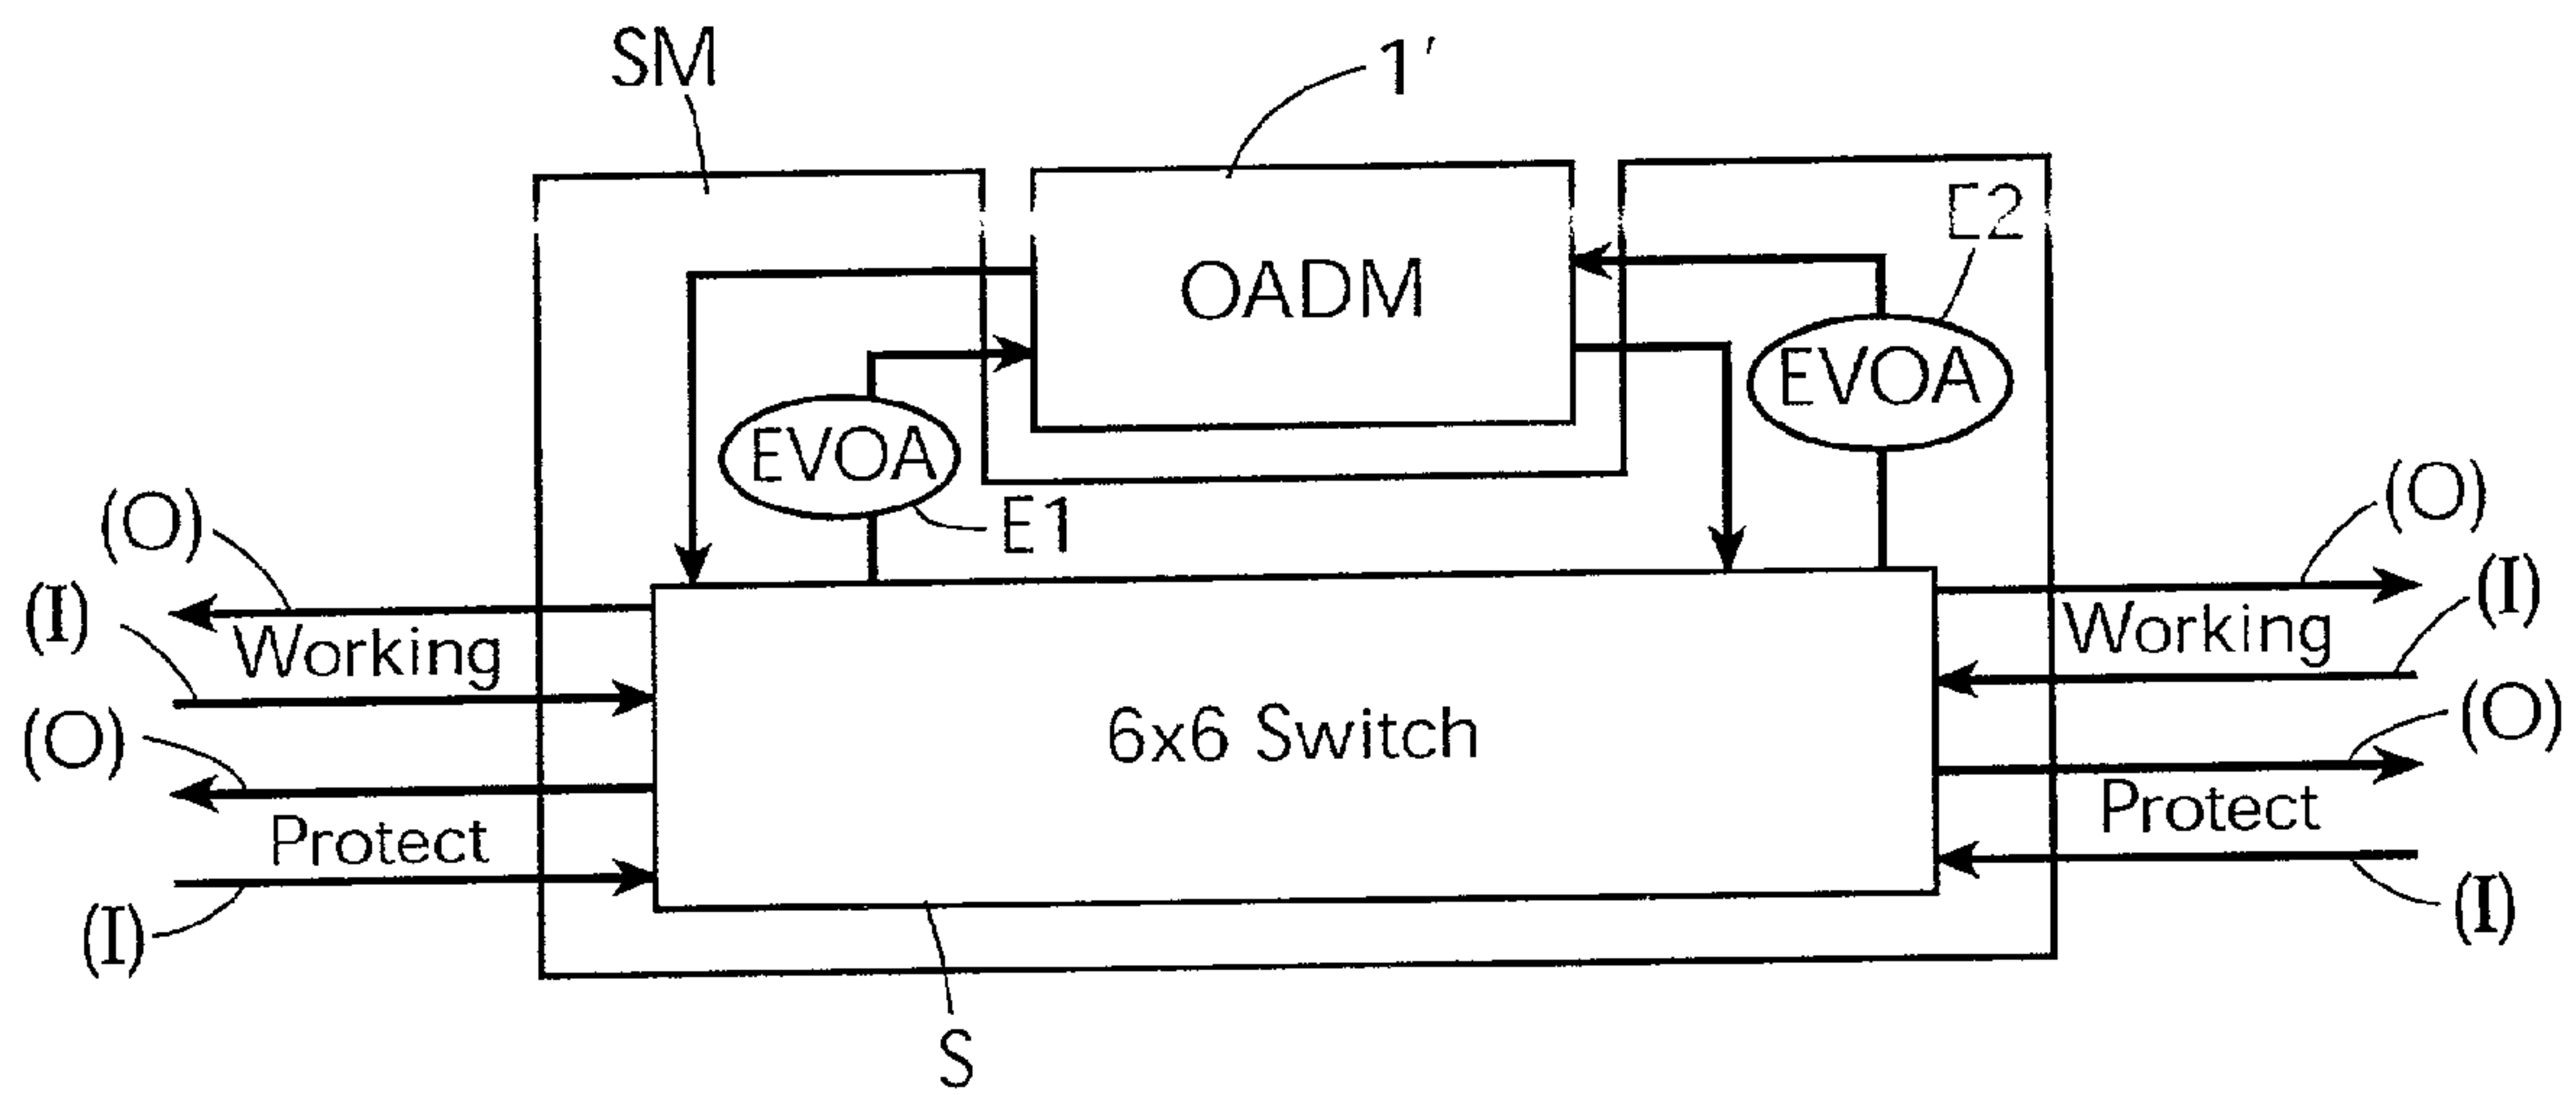 SM
1′
E2
OADM
EVOA
EVOA
E1
(O)
(O)
(I)
(I)
Working
Working
(O)
(O)
6x6 Switch
Protect
Protect
(I)
(I)
S